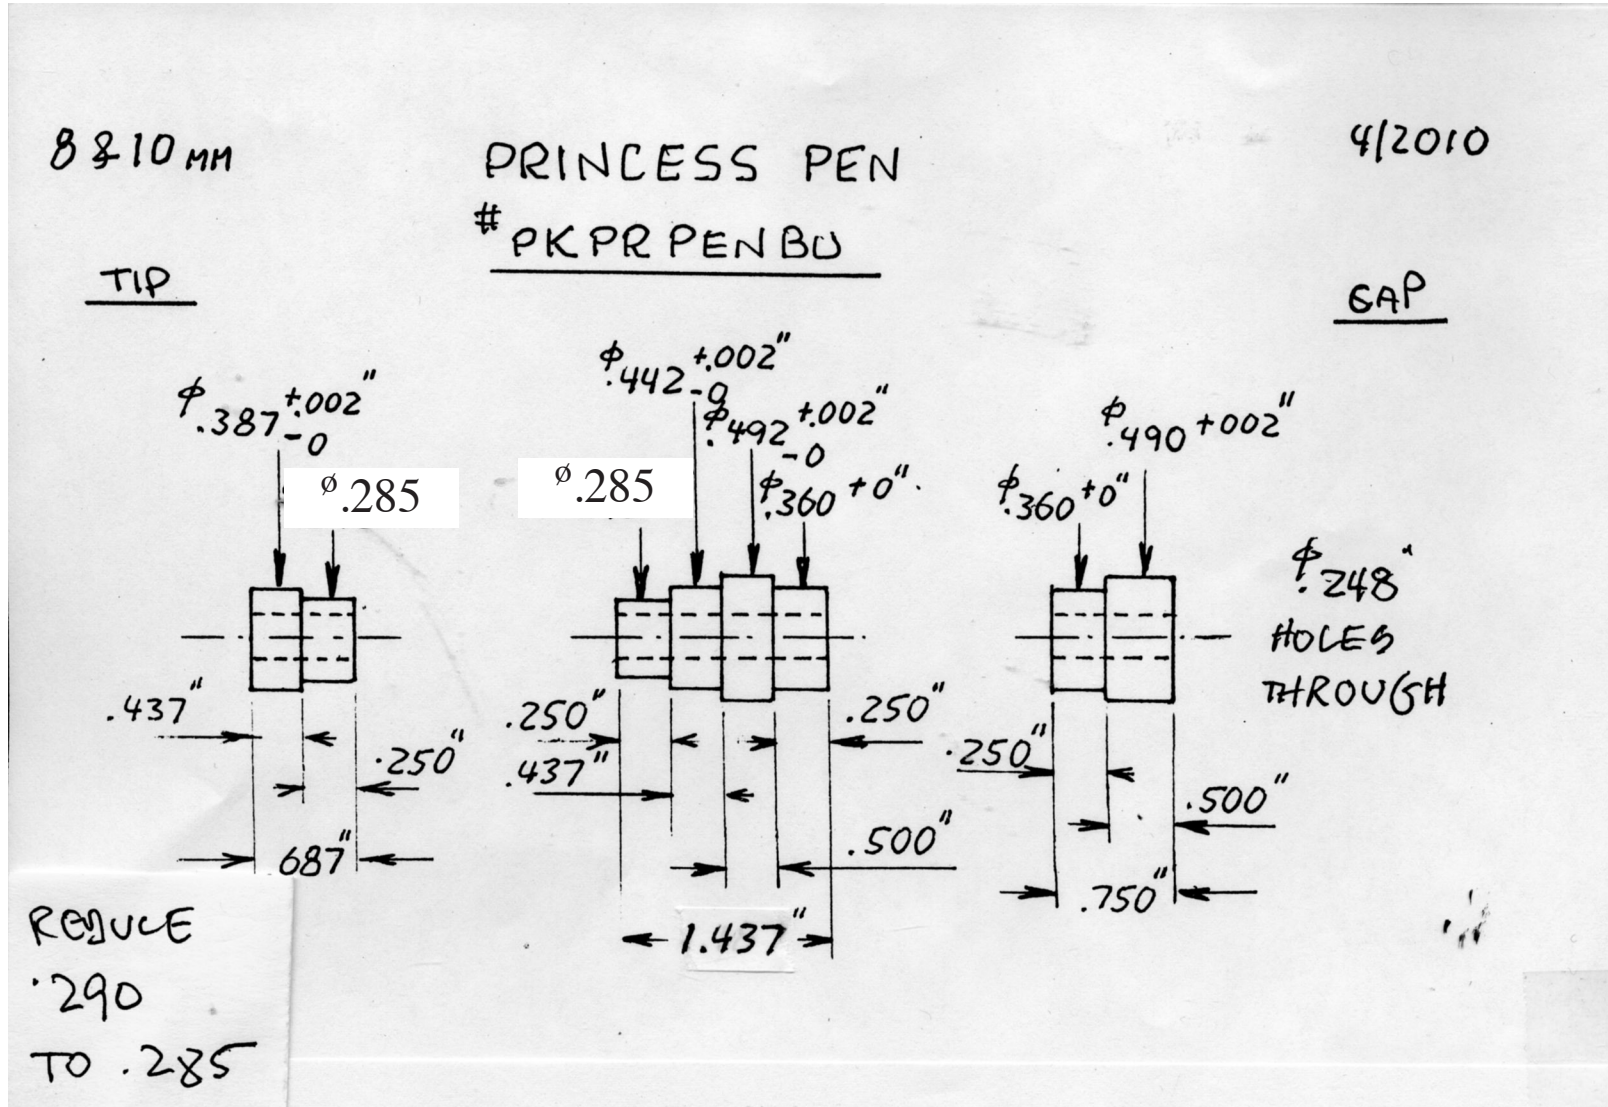 8 & 10 MM
PRINCESS PEN
4/2010
# PKPRPENBU
TIP
GAP
ϕ.442 +.002" -0
ϕ.387 +.002" -0
ϕ.492 +.002" -0
ϕ.490 +002"
ø.285
ø.285
ϕ.360 +0"
ϕ.360 +0"
ϕ.248"
HOLES
THROUGH
.437"
.250"
.250"
.250"
.250"
.437"
.500"
.500"
687"
.750"
1.437"
REDUCE
.290
TO .285